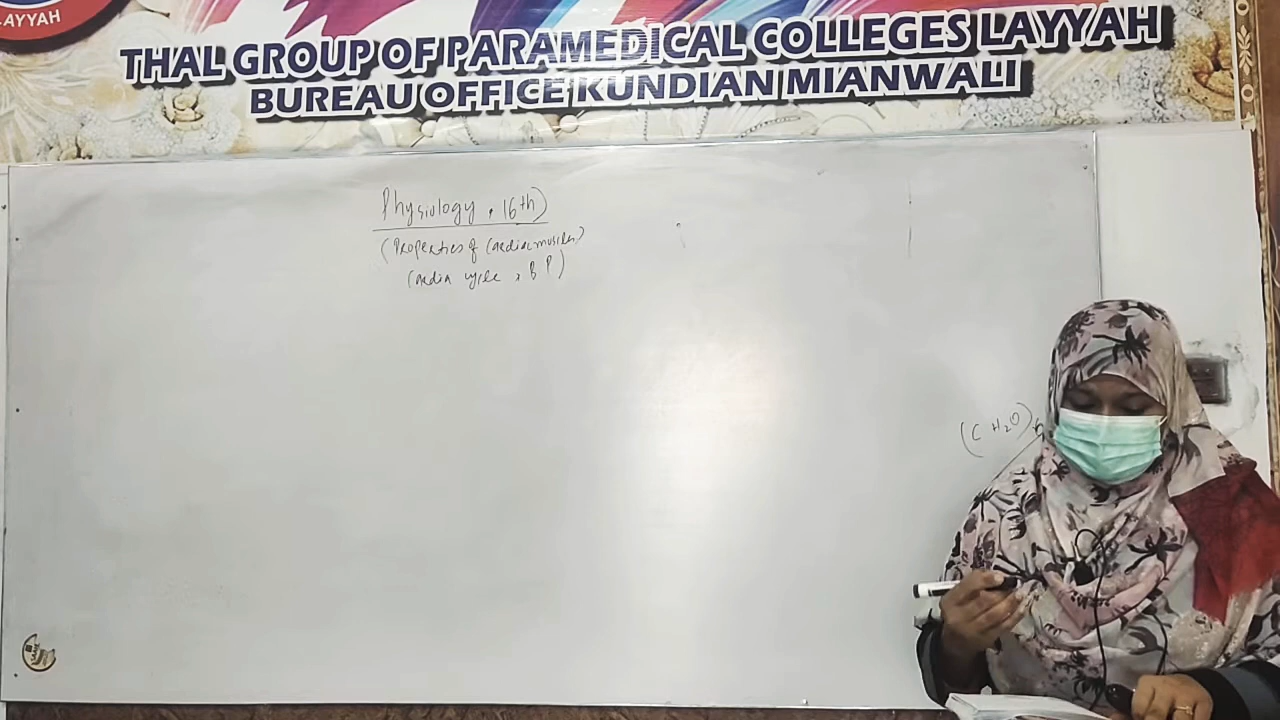 LAYYAH
THAL GROUP OF PARAMEDICAL COLLEGES LAYYAH
BUREAU OFFICE KUNDIAN MIANWALI
Physiology, 16th)
(Properties of Cardiac muscles)
Cardia cycle, B P)
(C H₂O)